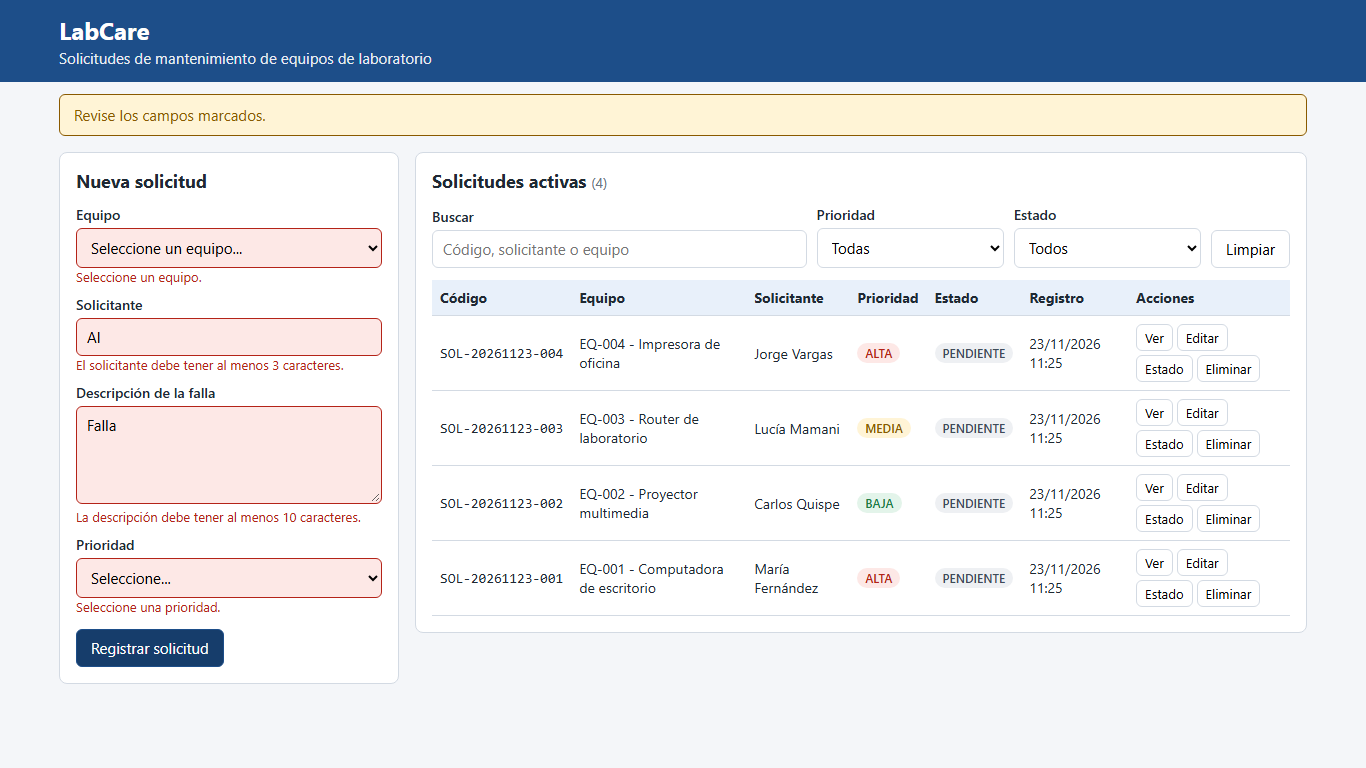 LabCare
Solicitudes de mantenimiento de equipos de laboratorio
Revise los campos marcados.
Nueva solicitud
Equipo
Seleccione un equipo...
Seleccione un equipo.
Solicitante
Al
El solicitante debe tener al menos 3 caracteres.
Descripción de la falla
Falla
La descripción debe tener al menos 10 caracteres.
Prioridad
Seleccione...
Seleccione una prioridad.
Registrar solicitud
Solicitudes activas (4)
Buscar Prioridad Estado
Código, solicitante o equipo Todas Todos Limpiar
Código Equipo Solicitante Prioridad Estado Registro Acciones
SOL-20261123-004 EQ-004 - Impresora de oficina Jorge Vargas ALTA PENDIENTE 23/11/2026 11:25 Ver Editar Estado Eliminar
SOL-20261123-003 EQ-003 - Router de laboratorio Lucía Mamani MEDIA PENDIENTE 23/11/2026 11:25 Ver Editar Estado Eliminar
SOL-20261123-002 EQ-002 - Proyector multimedia Carlos Quispe BAJA PENDIENTE 23/11/2026 11:25 Ver Editar Estado Eliminar
SOL-20261123-001 EQ-001 - Computadora de escritorio María Fernández ALTA PENDIENTE 23/11/2026 11:25 Ver Editar Estado Eliminar